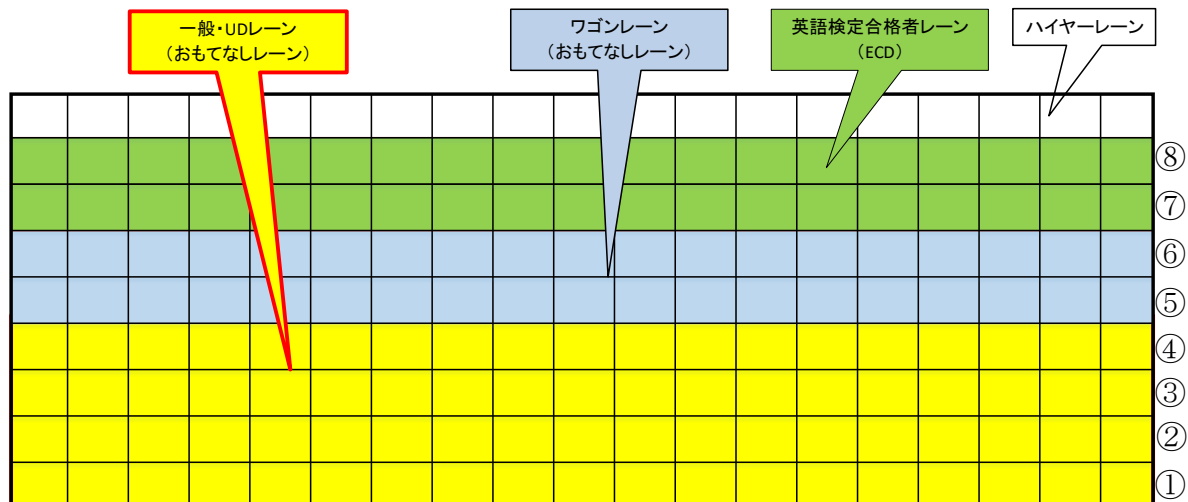 一般・UDレーン
（おもてなしレーン）
ワゴンレーン
（おもてなしレーン）
英語検定合格者レーン
（ECD）
ハイヤーレーン
⑧
⑦
⑥
⑤
④
③
②
①